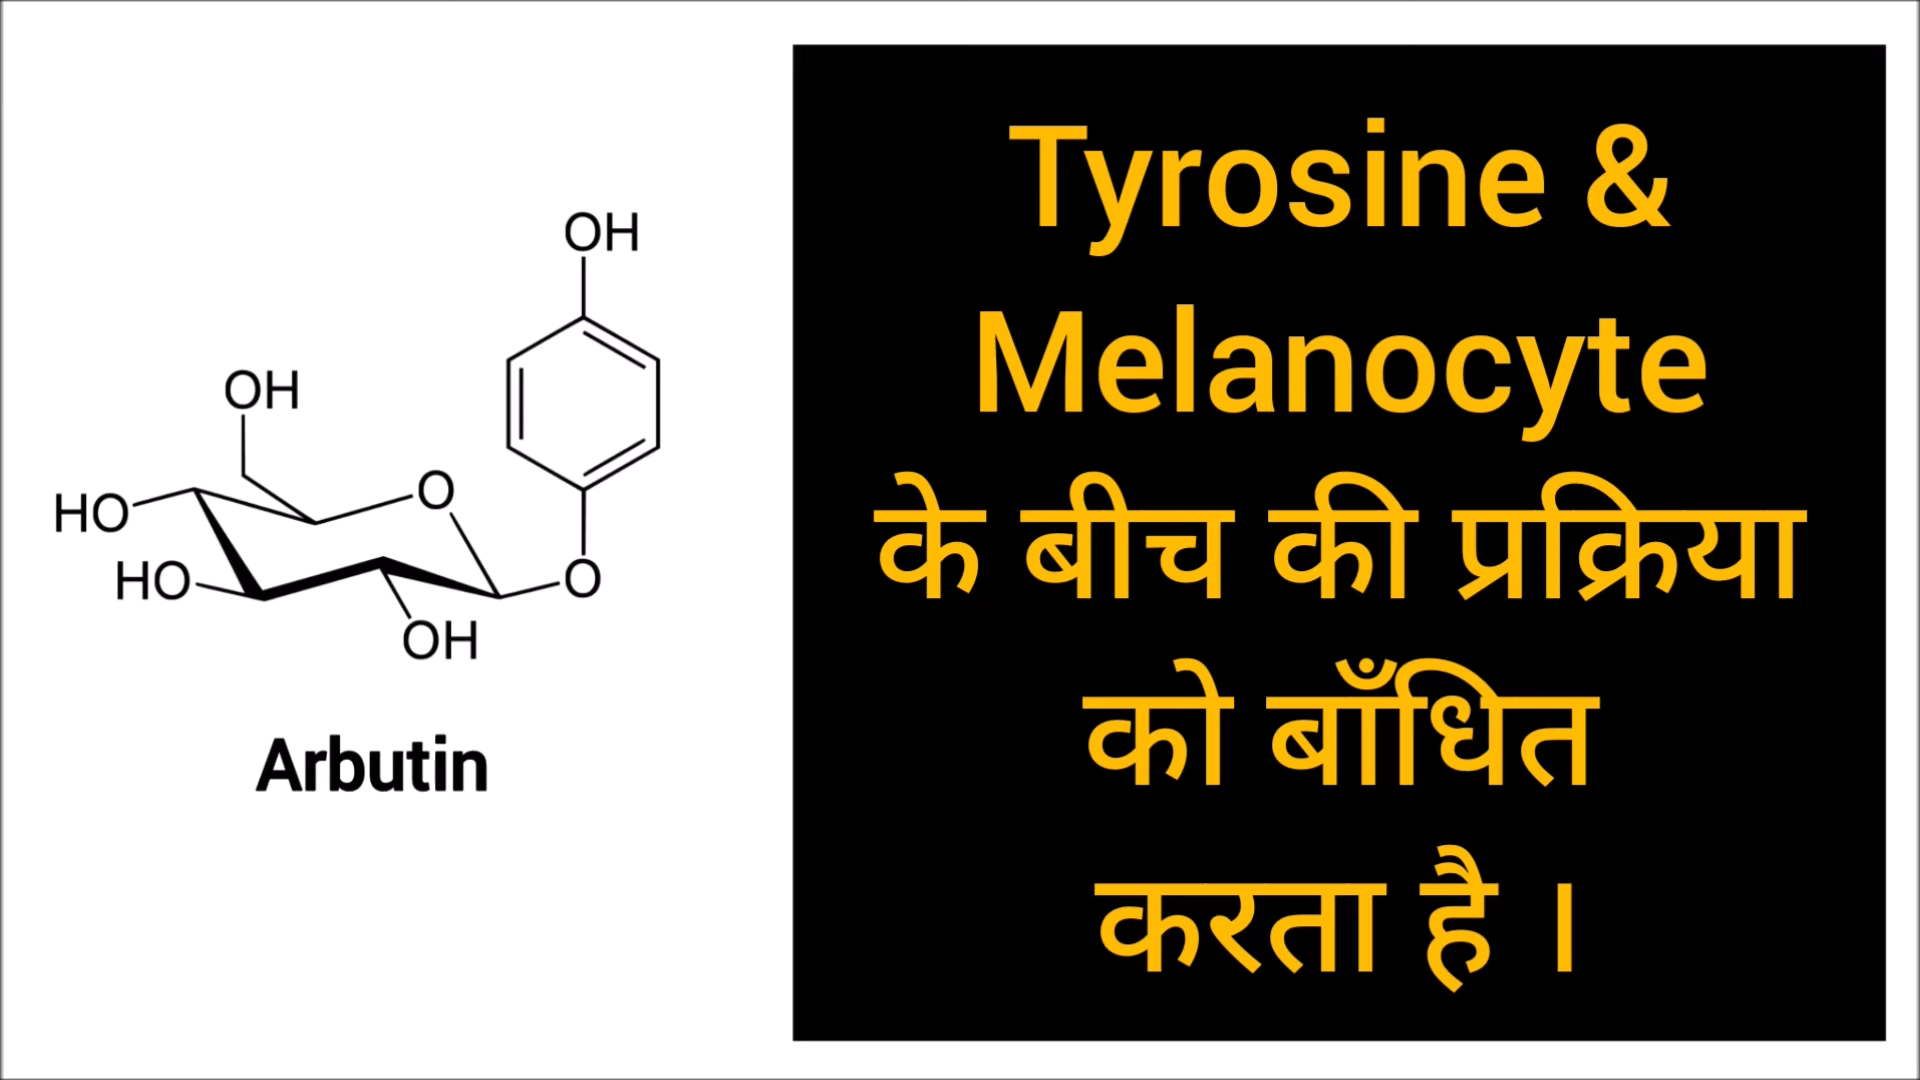 OH
OH
HO
O
HO
O
OH
Arbutin
Tyrosine &
Melanocyte
के बीच की प्रक्रिया
को बाँधित
करता है ।